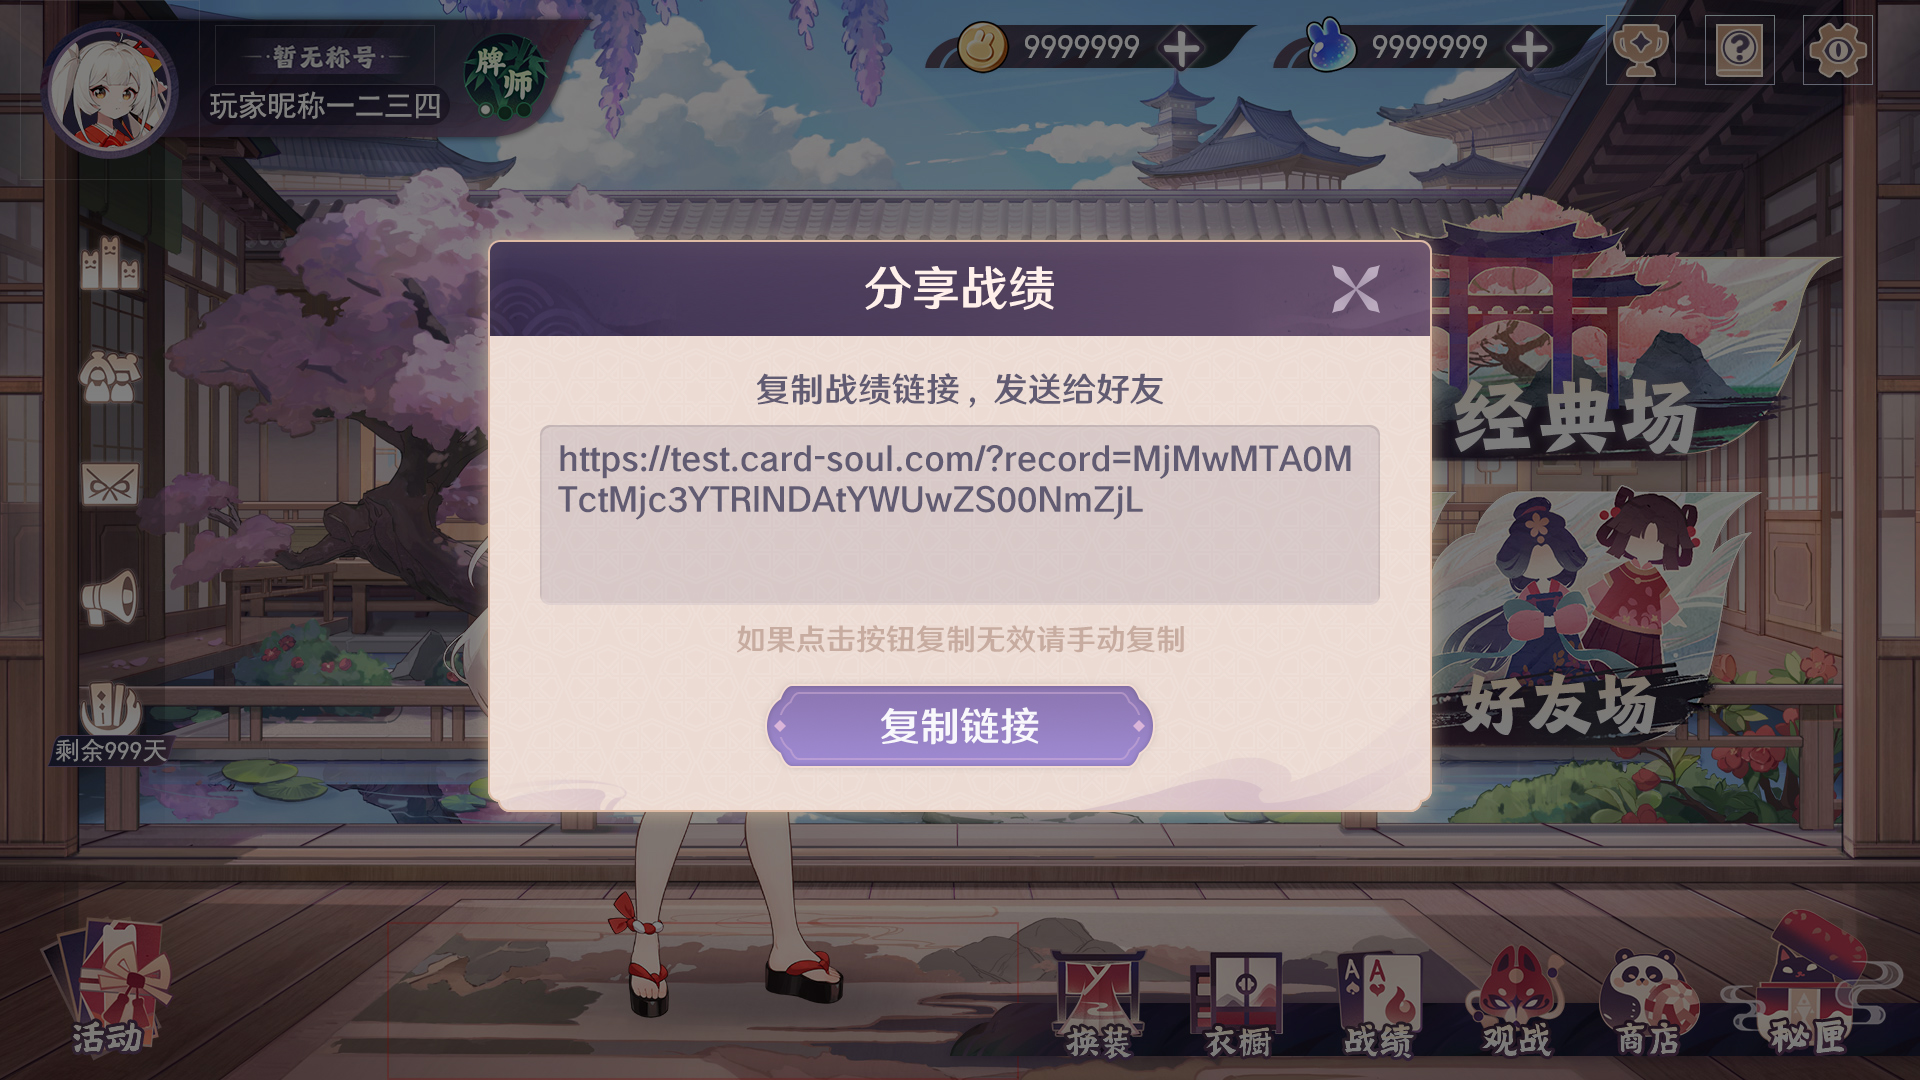 ·暂无称号·
玩家昵称一二三四
牌师
9999999
9999999
分享战绩
复制战绩链接，发送给好友
https://test.card-soul.com/?record=MjMwMTA0M
TctMjc3YTRlNDAtYWUwZS00NmZjL
如果点击按钮复制无效请手动复制
复制链接
经典场
好友场
剩余999天
活动
换装
衣橱
A A
战绩
观战
商店
秘匣